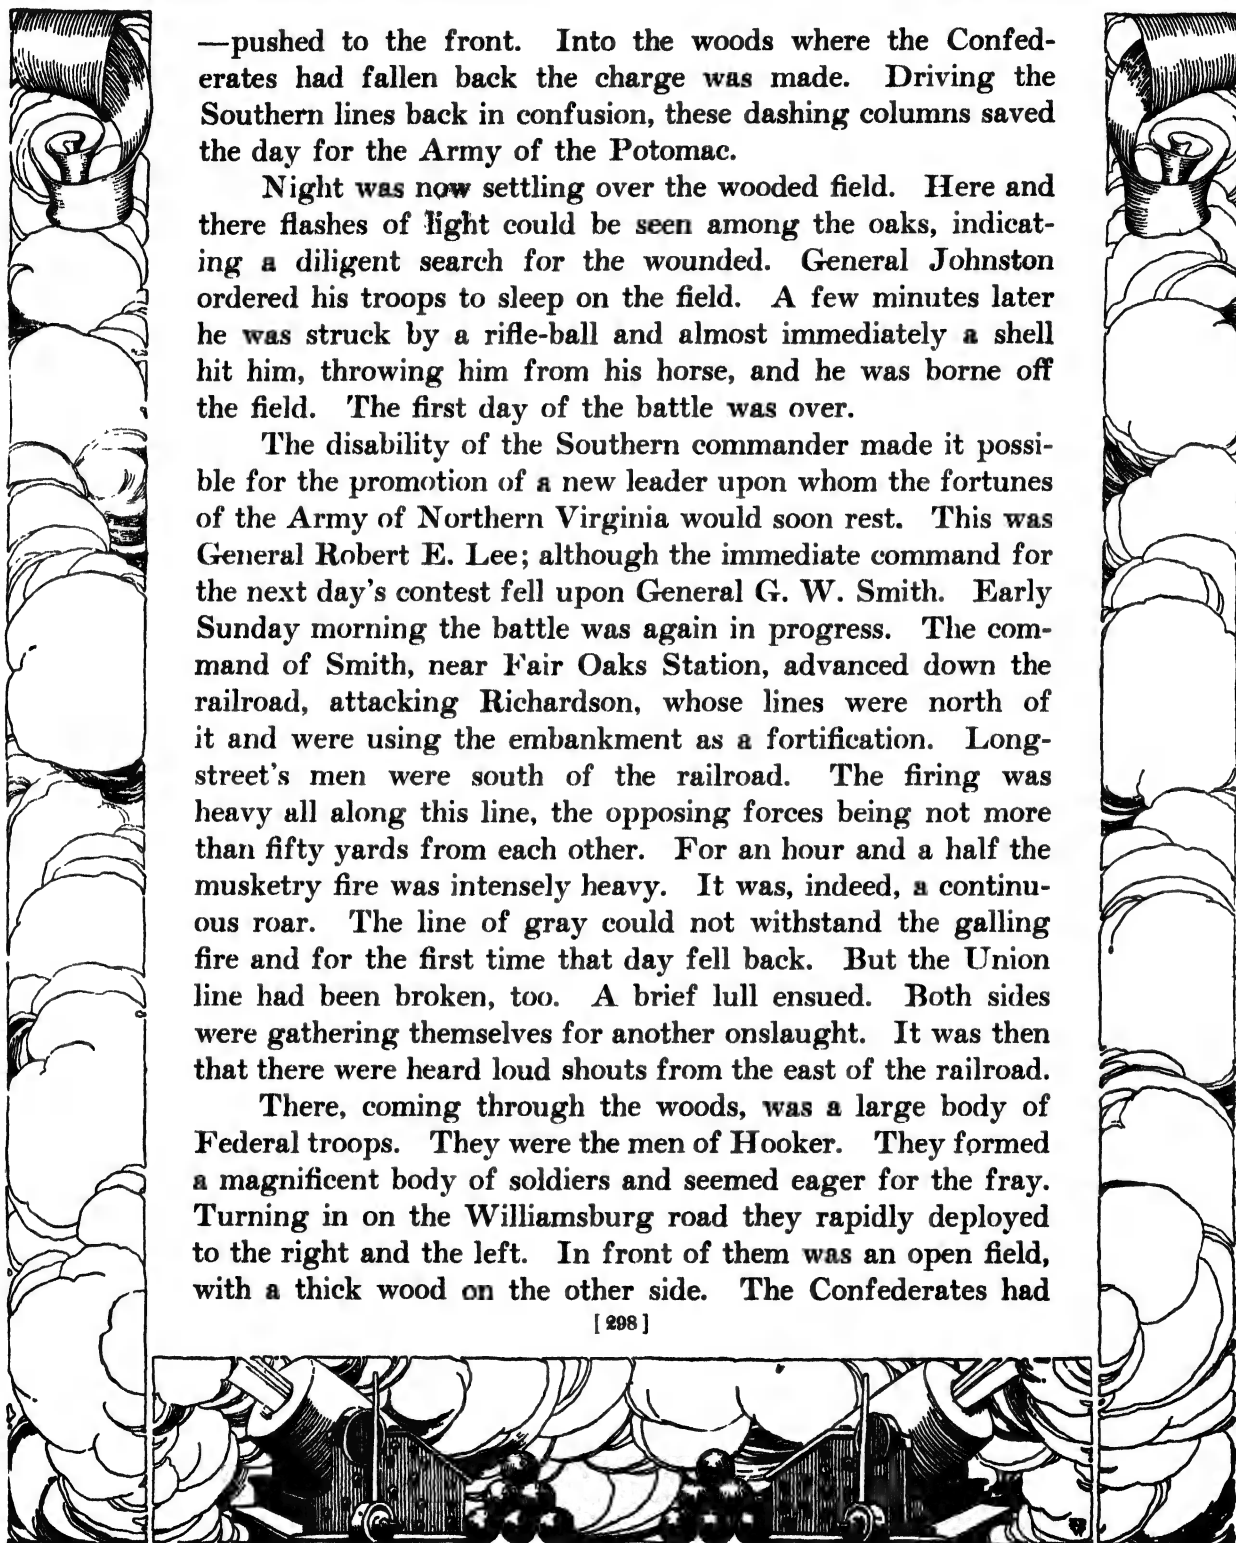 —pushed to the front. Into the woods where the Confed-
erates had fallen back the charge was made. Driving the
Southern lines back in confusion, these dashing columns saved
the day for the Army of the Potomac.
Night was now settling over the wooded field. Here and
there flashes of light could be seen among the oaks, indicat-
ing a diligent search for the wounded. General Johnston
ordered his troops to sleep on the field. A few minutes later
he was struck by a rifle-ball and almost immediately a shell
hit him, throwing him from his horse, and he was borne off
the field. The first day of the battle was over.
The disability of the Southern commander made it possi-
ble for the promotion of a new leader upon whom the fortunes
of the Army of Northern Virginia would soon rest. This was
General Robert E. Lee; although the immediate command for
the next day's contest fell upon General G. W. Smith. Early
Sunday morning the battle was again in progress. The com-
mand of Smith, near Fair Oaks Station, advanced down the
railroad, attacking Richardson, whose lines were north of
it and were using the embankment as a fortification. Long-
street's men were south of the railroad. The firing was
heavy all along this line, the opposing forces being not more
than fifty yards from each other. For an hour and a half the
musketry fire was intensely heavy. It was, indeed, a continu-
ous roar. The line of gray could not withstand the galling
fire and for the first time that day fell back. But the Union
line had been broken, too. A brief lull ensued. Both sides
were gathering themselves for another onslaught. It was then
that there were heard loud shouts from the east of the railroad.
There, coming through the woods, was a large body of
Federal troops. They were the men of Hooker. They formed
a magnificent body of soldiers and seemed eager for the fray.
Turning in on the Williamsburg road they rapidly deployed
to the right and the left. In front of them was an open field,
with a thick wood on the other side. The Confederates had
[298]